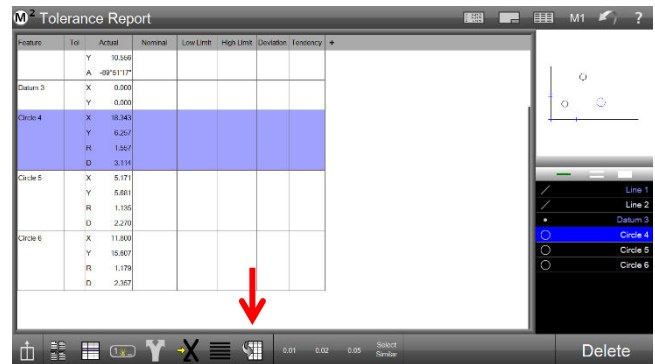 M² Tolerance Report M1 ?
Feature Tol Actual Nominal Low Limit High Limit Deviation Tendency +
Y 10.566
A -89°51'17"
Datum 3 X 0.000
Y 0.000
Circle 4 X 18.343
Y 6.257
R 1.557
D 3.114
Circle 5 X 5.171
Y 5.881
R 1.135
D 2.270
Circle 6 X 11.800
Y 15.607
R 1.179
D 2.357
Line 1
Line 2
Datum 3
Circle 4
Circle 5
Circle 6
0.01 0.02 0.05 Select Similar
Delete